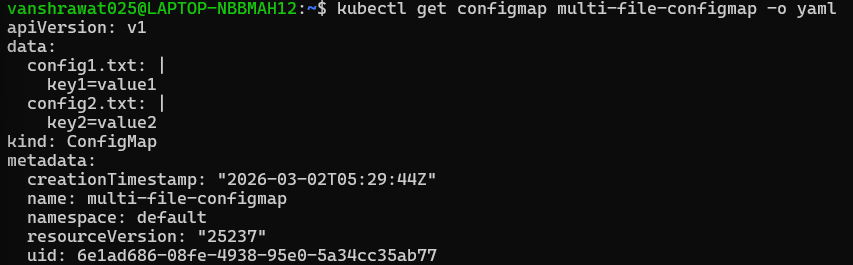 vanshrawat025@LAPTOP-NBBMAH12:~$ kubectl get configmap multi-file-configmap -o yaml
apiVersion: v1
data:
  config1.txt: |
    key1=value1
  config2.txt: |
    key2=value2
kind: ConfigMap
metadata:
  creationTimestamp: "2026-03-02T05:29:44Z"
  name: multi-file-configmap
  namespace: default
  resourceVersion: "25237"
  uid: 6e1ad686-08fe-4938-95e0-5a34cc35ab77